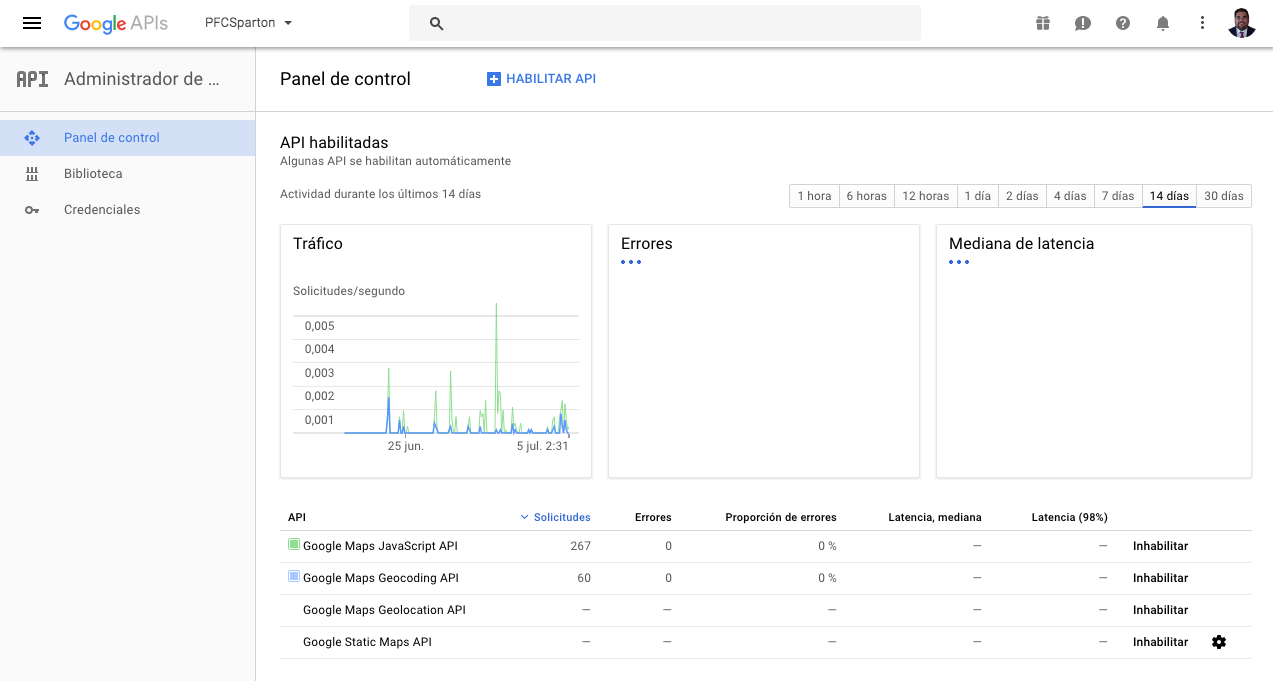 Google APIs
PFCSparton
API Administrador de ...
Panel de control
HABILITAR API
Panel de control
Biblioteca
Credenciales
API habilitadas
Algunas API se habilitan automáticamente
Actividad durante los últimos 14 días
1 hora 6 horas 12 horas 1 día 2 días 4 días 7 días 14 días 30 días
Tráfico
Solicitudes/segundo
0,005
0,004
0,003
0,002
0,001
25 jun. 5 jul. 2:31
Errores
Mediana de latencia
API Solicitudes Errores Proporción de errores Latencia, mediana Latencia (98%)
Google Maps JavaScript API 267 0 0 % — — Inhabilitar
Google Maps Geocoding API 60 0 0 % — — Inhabilitar
Google Maps Geolocation API — — — — — Inhabilitar
Google Static Maps API — — — — — Inhabilitar